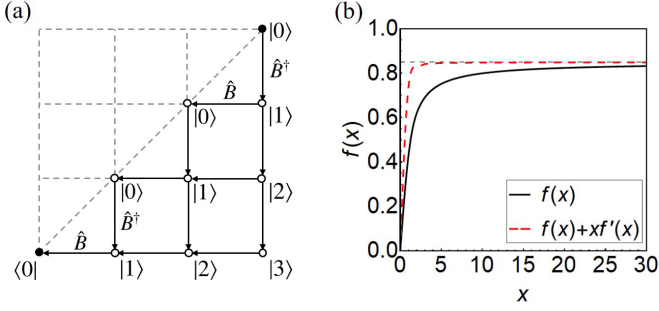 (a)
|0⟩
B̂†
B̂
|0⟩
|1⟩
|0⟩
|1⟩
|2⟩
B̂†
B̂
⟨0|
|1⟩
|2⟩
|3⟩
(b)
1.0
0.8
0.6
0.4
0.2
0.0
f(x)
f(x)
f(x)+xf'(x)
0
5
10
15
20
25
30
x